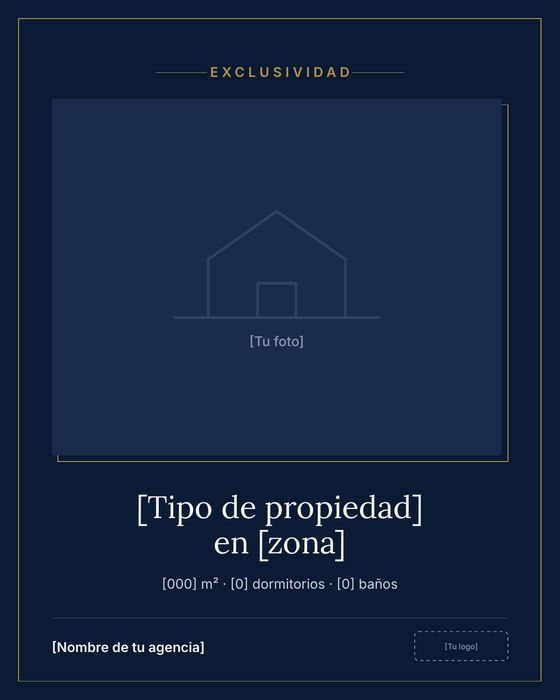 EXCLUSIVIDAD
[Tu foto]
[Tipo de propiedad]
en [zona]
[000] m² · [0] dormitorios · [0] baños
[Nombre de tu agencia]
[Tu logo]